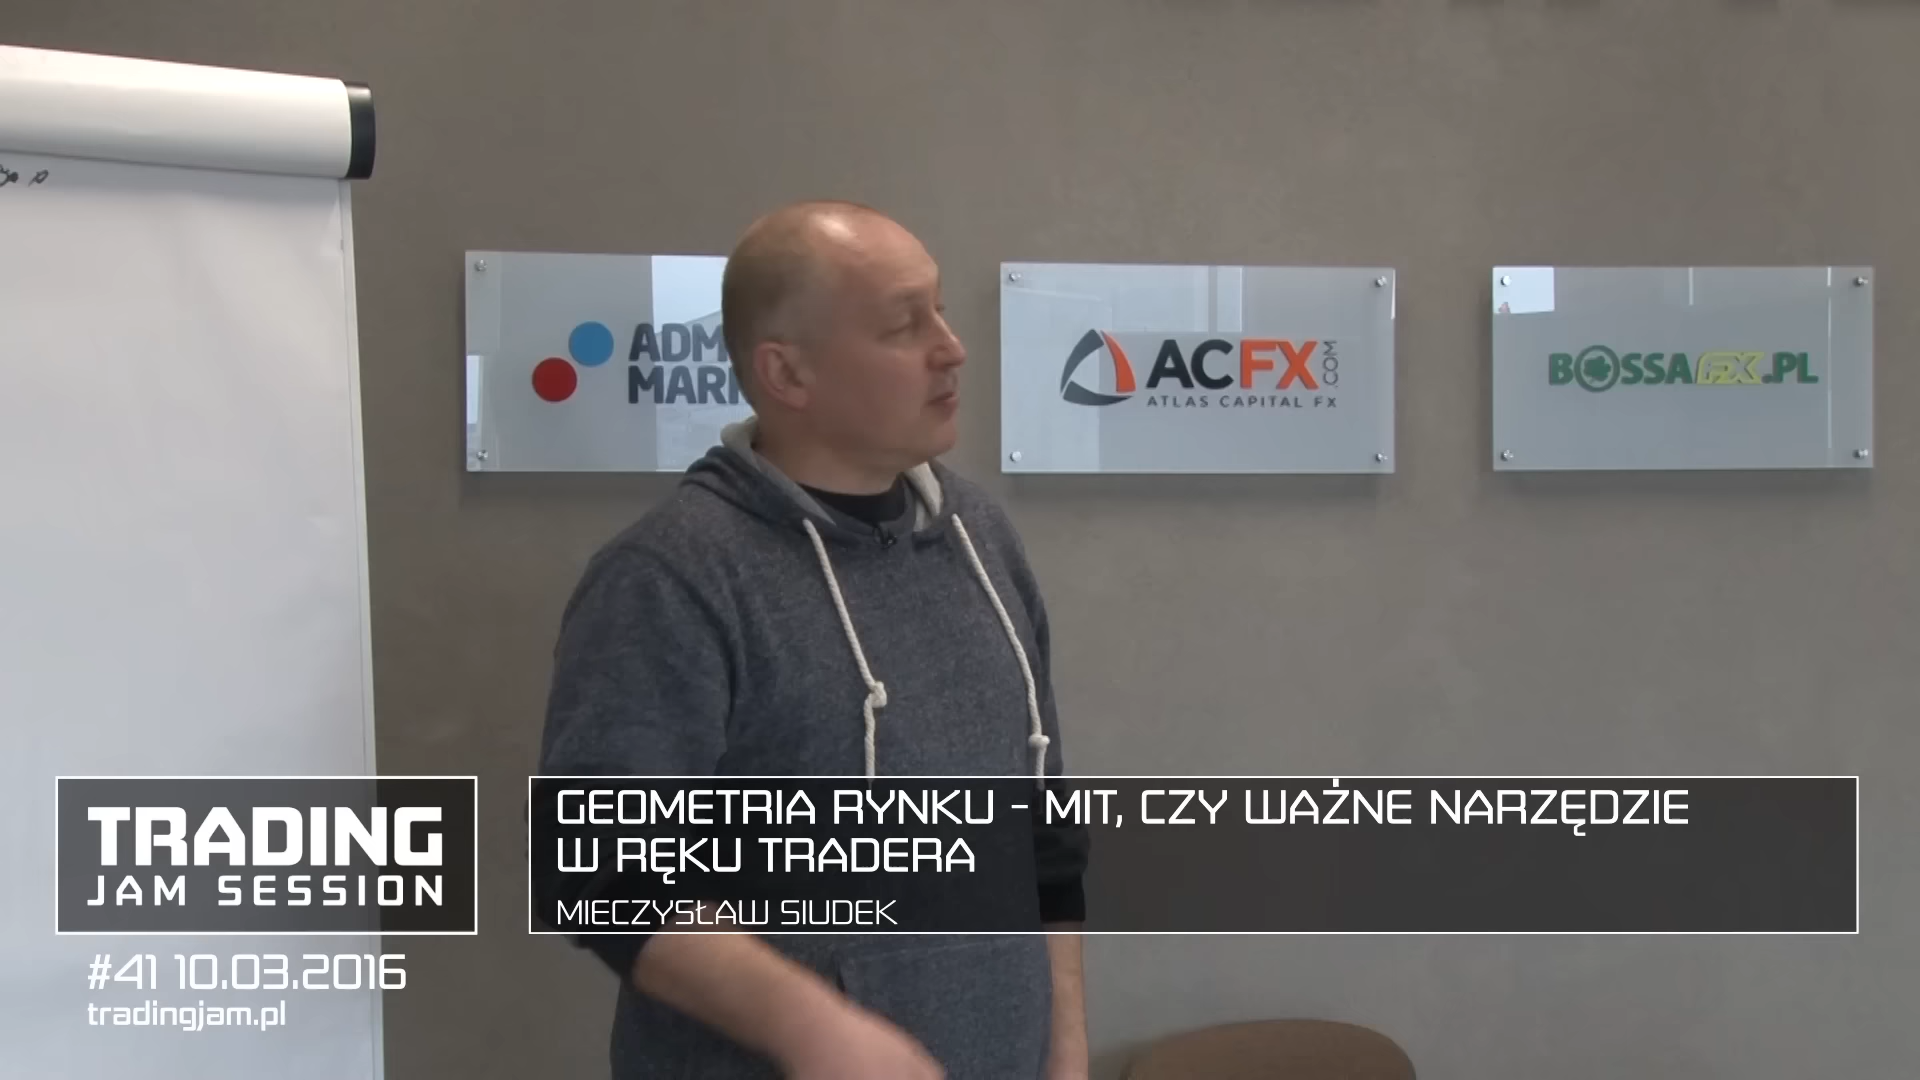 ADM
MAR
ACFX
.COM
ATLAS CAPITAL FX
BOSSAFX.PL
TRADING
JAM SESSION
GEOMETRIA RYNKU - MIT, CZY WAŻNE NARZĘDZIE
W RĘKU TRADERA
MIECZYSŁAW SIUDEK
#41 10.03.2016
tradingjam.pl